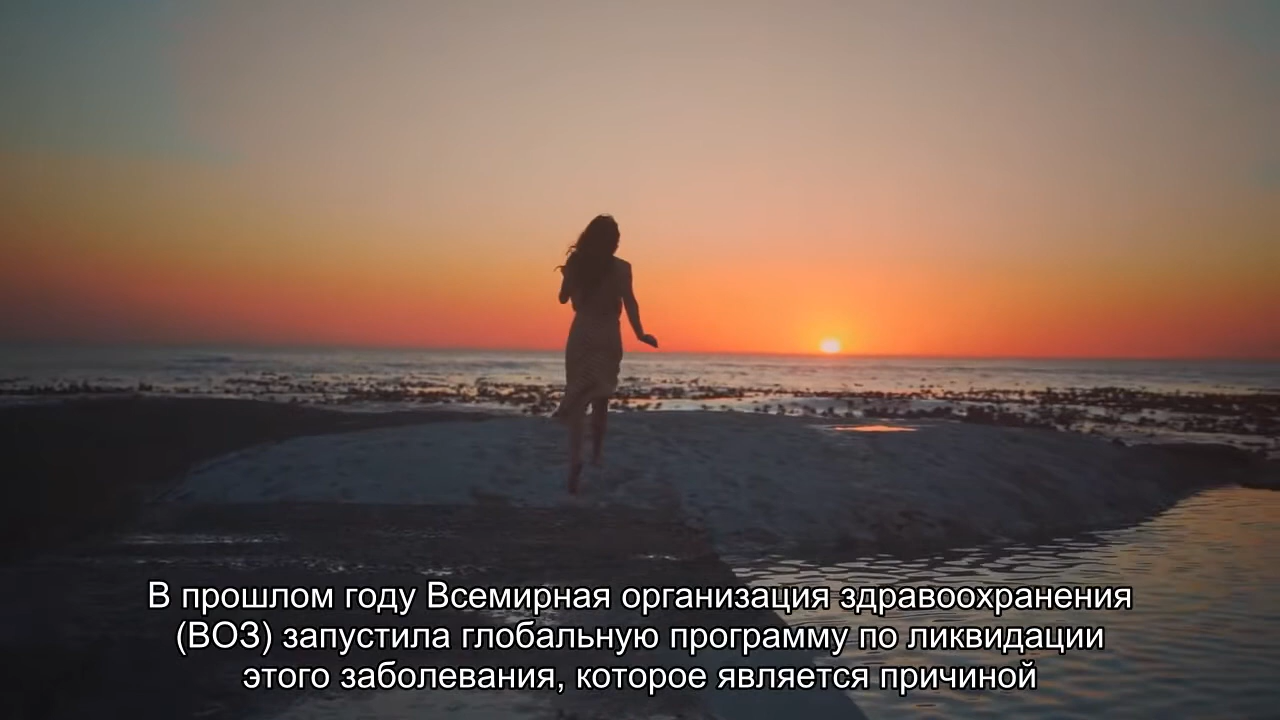 В прошлом году Всемирная организация здравоохранения
(ВОЗ) запустила глобальную программу по ликвидации
этого заболевания, которое является причиной